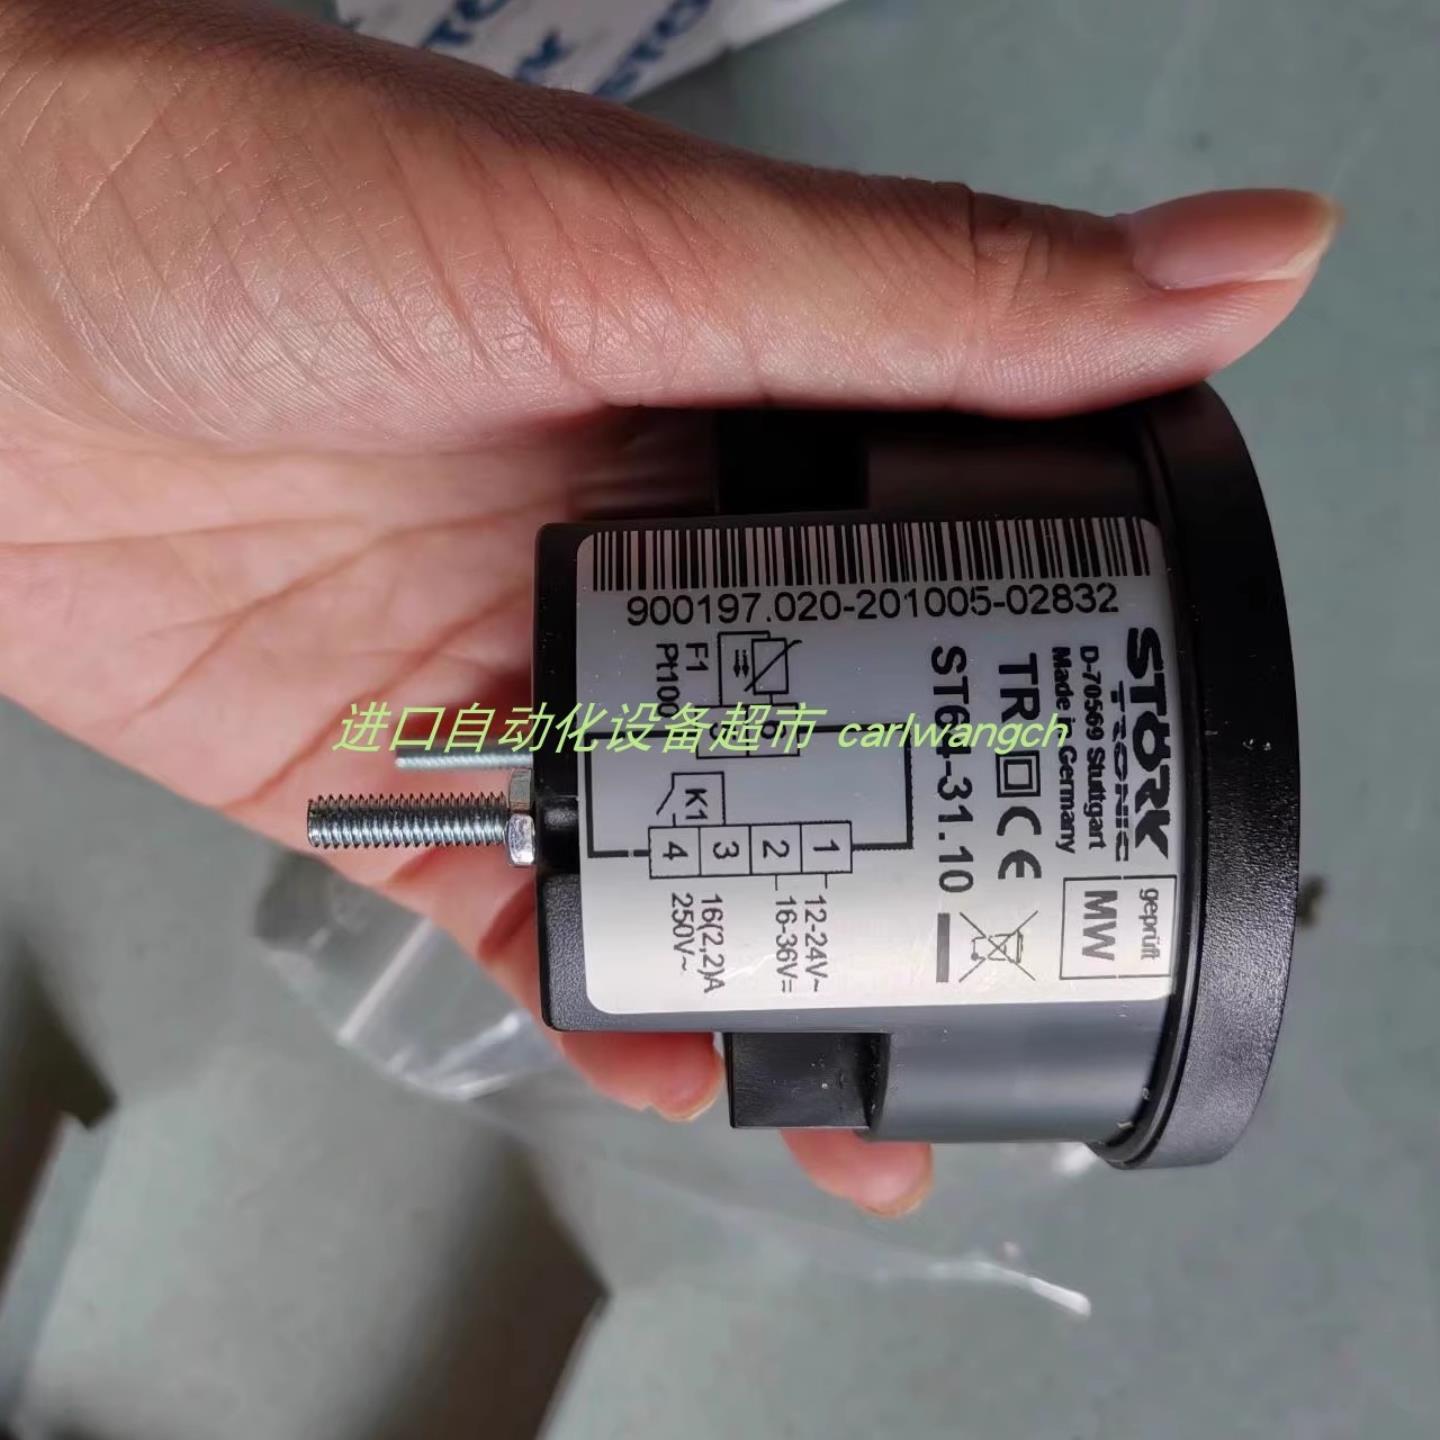 900197.020-201005-02832
STÖRK
TRONIC
D-70569 Stuttgart
Made in Germany
geprüft
MW
TR CE
ST64-31.10
F1
Pt100
K1
1
2
3
4
12-24V~
16-36V=
16(2,2)A
250V~
进口自动化设备超市 carlwangch